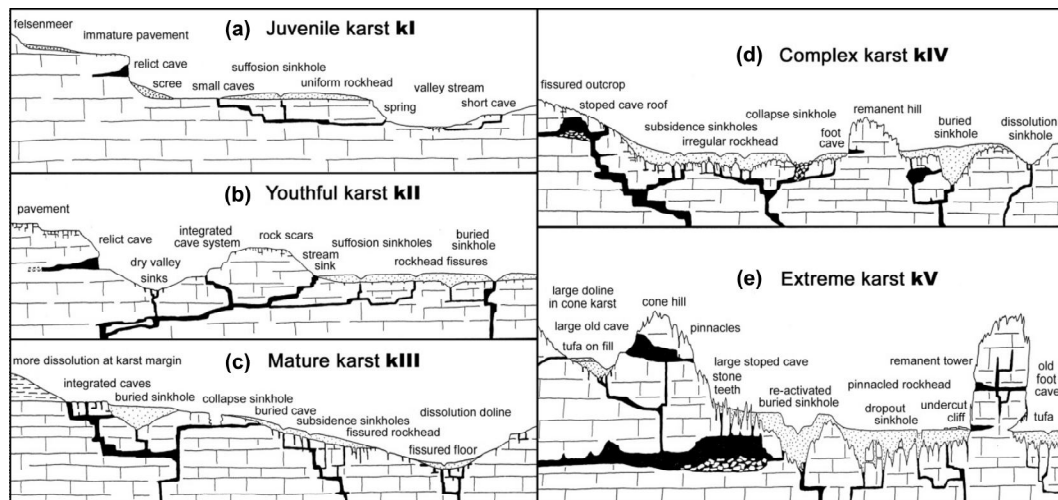 (a) Juvenile karst kI
felsenmeer
immature pavement
relict cave
scree
small caves
suffosion sinkhole
uniform rockhead
spring
valley stream
short cave
(b) Youthful karst kII
pavement
relict cave
dry valley
sinks
integrated
cave system
rock scars
stream
sink
suffosion sinkholes
rockhead fissures
buried
sinkhole
(c) Mature karst kIII
more dissolution at karst margin
integrated caves
buried sinkhole
collapse sinkhole
buried cave
subsidence sinkholes
fissured rockhead
dissolution doline
fissured floor
(d) Complex karst kIV
fissured outcrop
stoped cave roof
subsidence sinkholes
irregular rockhead
collapse sinkhole
foot
cave
remanent hill
buried
sinkhole
dissolution
sinkhole
(e) Extreme karst kV
large doline
in cone karst
cone hill
large old cave
tufa on fill
pinnacles
large stoped cave
stone
teeth
re-activated
buried sinkhole
pinnacled rockhead
dropout
sinkhole
remanent tower
undercut
cliff
old
foot
cave
tufa